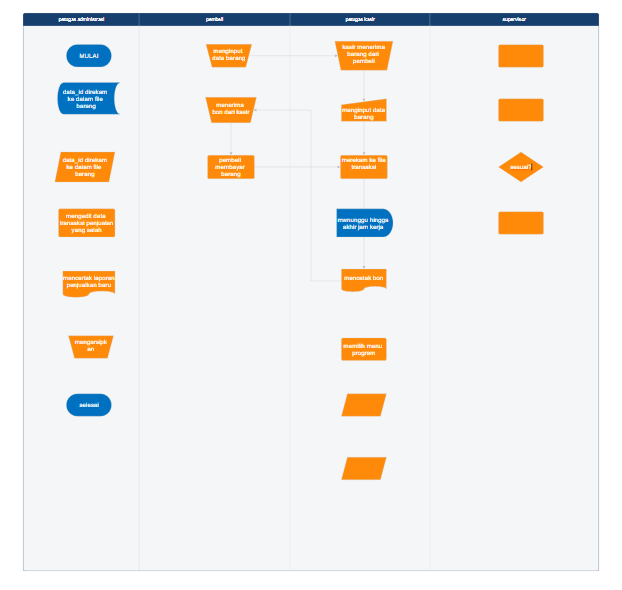 petugas administrasi
pembeli
petugas kasir
supervisor
MULAI
data_id direkam
ke dalam file
barang
data_id direkam
ke dalam file
barang
mengedit data
transaksi penjualan
yang salah
mencertak laporan
penjualkan baru
mengarsipk
an
selesai
menginput
data barang
menerima
bon dari kasir
pembeli
membayar
barang
kasir menerima
barang dari
pembeli
menginput data
barang
merekam ke file
transaksi
menunggu hingga
akhir jam kerja
mencetak bon
memilih menu
program
sesuai?